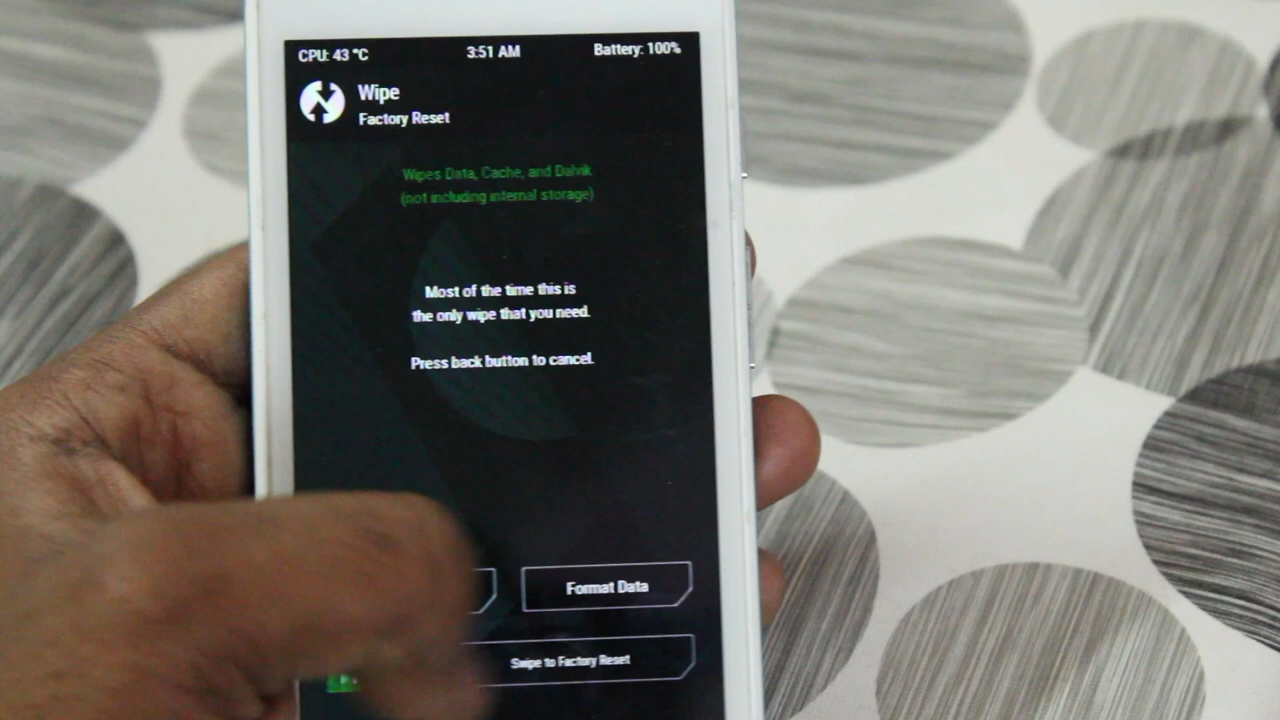 CPU: 43 °C 3:51 AM Battery: 100%
Wipe
Factory Reset
Wipes Data, Cache, and Dalvik
(not including internal storage)
Most of the time this is
the only wipe that you need.
Press back button to cancel.
Format Data
Swipe to Factory Reset